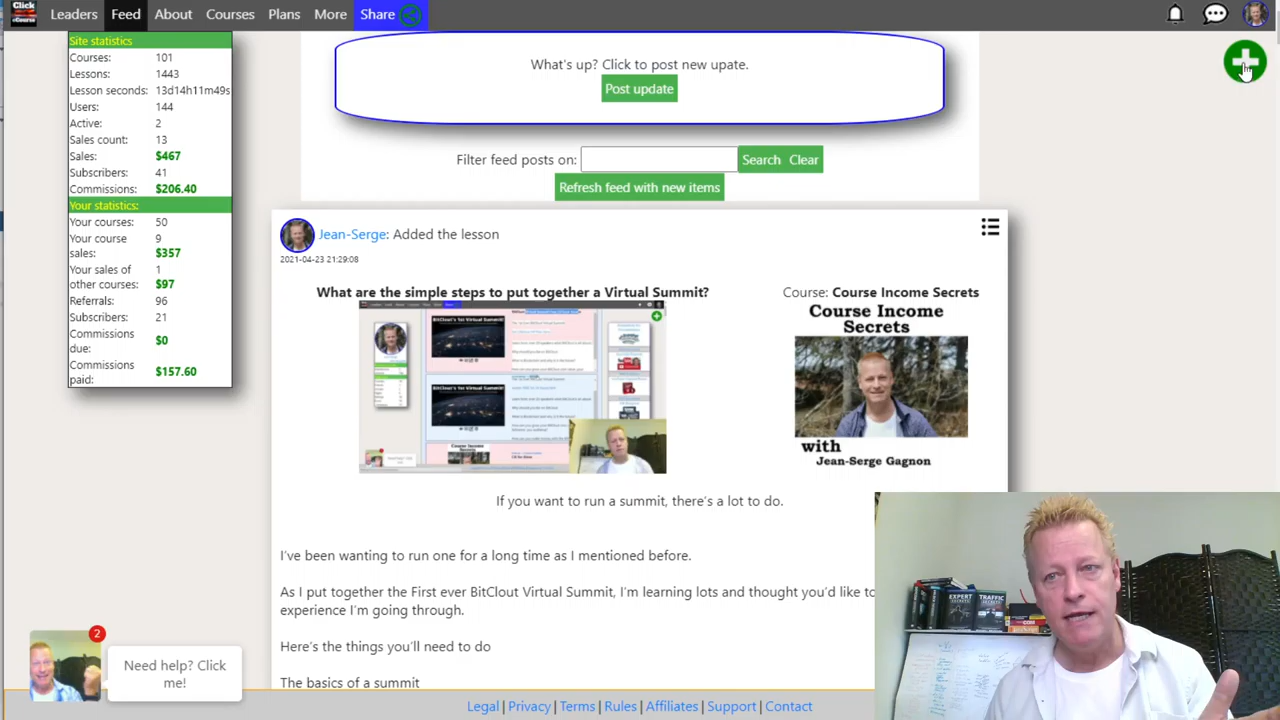 Click
eCourse
Leaders Feed About Courses Plans More Share
Site statistics
Courses: 101
Lessons: 1443
Lesson seconds: 13d14h11m49s
Users: 144
Active: 2
Sales count: 13
Sales: $467
Subscribers: 41
Commissions: $206.40
Your statistics:
Your courses: 50
Your course sales: 9 $357
Your sales of other courses: 1 $97
Referrals: 96
Subscribers: 21
Commissions due: $0
Commissions paid: $157.60
What's up? Click to post new upate.
Post update
Filter feed posts on: Search Clear
Refresh feed with new items
Jean-Serge: Added the lesson
2021-04-23 21:29:08
What are the simple steps to put together a Virtual Summit?
Course: Course Income Secrets
Course Income
Secrets
with
Jean-Serge Gagnon
If you want to run a summit, there's a lot to do.
I've been wanting to run one for a long time as I mentioned before.
As I put together the First ever BitClout Virtual Summit, I'm learning lots and thought you'd like to
experience I'm going through.
Here's the things you'll need to do
The basics of a summit
EXPERT
SECRETS
TRAFFIC
SECRETS
2
Need help? Click
me!
Legal | Privacy | Terms | Rules | Affiliates | Support | Contact